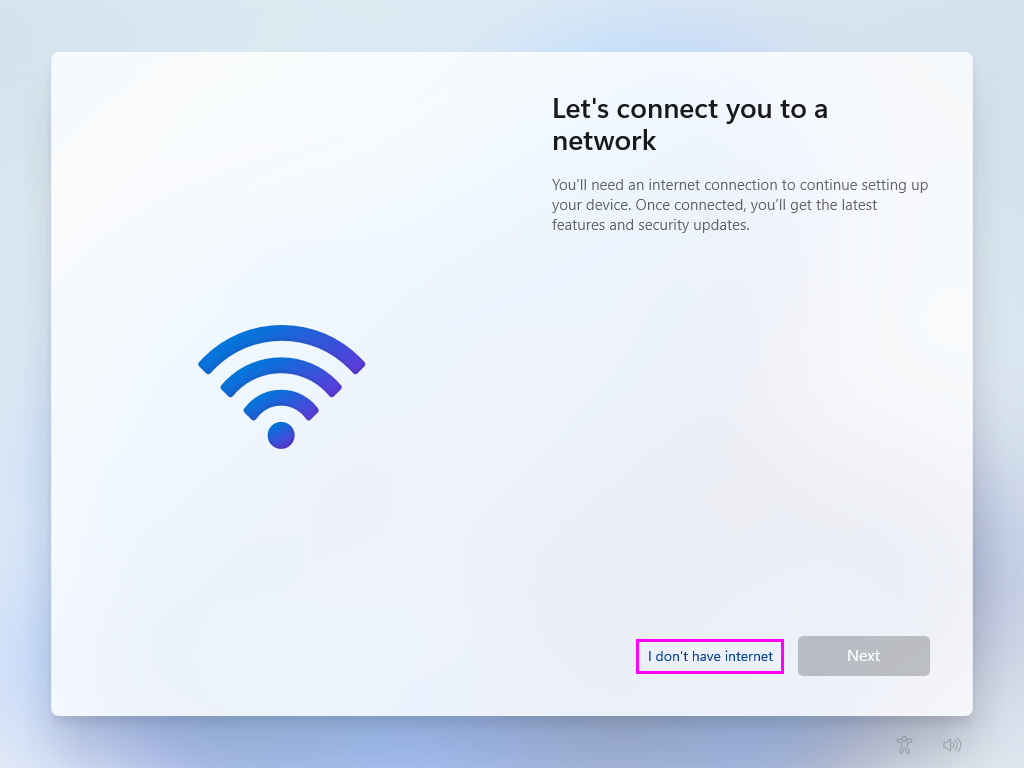 Let's connect you to a
network
You’ll need an internet connection to continue setting up
your device. Once connected, you’ll get the latest
features and security updates.
I don't have internet
Next